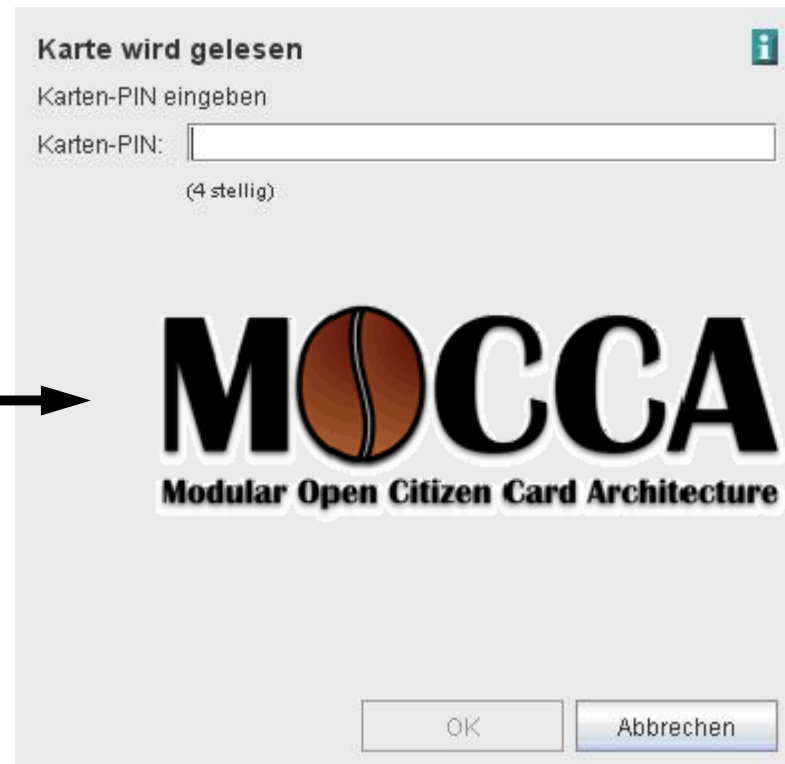 Karte wird gelesen
i
Karten-PIN eingeben
Karten-PIN:
(4 stellig)
MOCCA
Modular Open Citizen Card Architecture
OK
Abbrechen